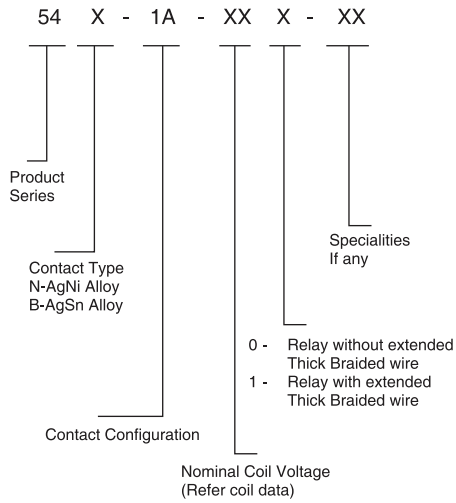 54 X - 1A - XX X - XX
Product
Series
Contact Type
N-AgNi Alloy
B-AgSn Alloy
Specialities
If any
0 - Relay without extended
Thick Braided wire
1 - Relay with extended
Thick Braided wire
Contact Configuration
Nominal Coil Voltage
(Refer coil data)